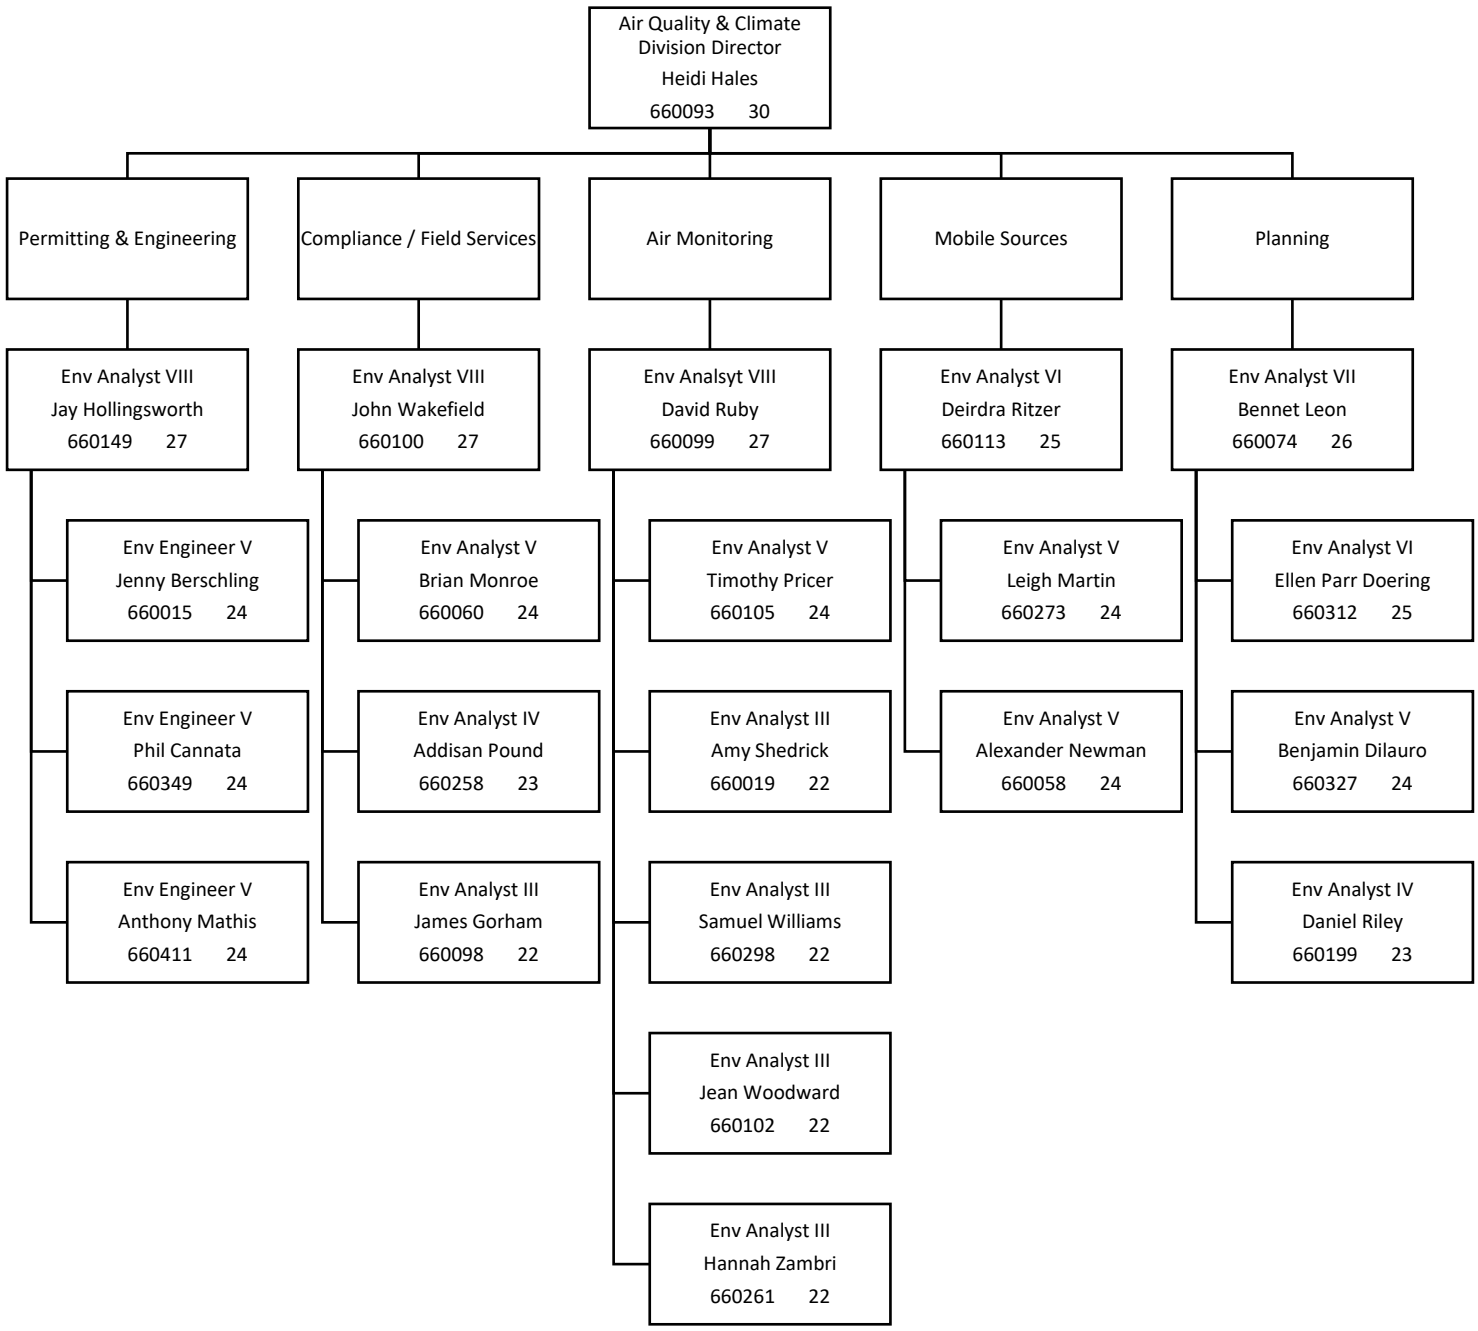 Air Quality & Climate
Division Director
Heidi Hales
660093 30
Permitting & Engineering
Compliance / Field Services
Air Monitoring
Mobile Sources
Planning
Env Analyst VIII
Jay Hollingsworth
660149 27
Env Analyst VIII
John Wakefield
660100 27
Env Analsyt VIII
David Ruby
660099 27
Env Analyst VI
Deirdra Ritzer
660113 25
Env Analyst VII
Bennet Leon
660074 26
Env Engineer V
Jenny Berschling
660015 24
Env Analyst V
Brian Monroe
660060 24
Env Analyst V
Timothy Pricer
660105 24
Env Analyst V
Leigh Martin
660273 24
Env Analyst VI
Ellen Parr Doering
660312 25
Env Engineer V
Phil Cannata
660349 24
Env Analyst IV
Addisan Pound
660258 23
Env Analyst III
Amy Shedrick
660019 22
Env Analyst V
Alexander Newman
660058 24
Env Analyst V
Benjamin Dilauro
660327 24
Env Engineer V
Anthony Mathis
660411 24
Env Analyst III
James Gorham
660098 22
Env Analyst III
Samuel Williams
660298 22
Env Analyst IV
Daniel Riley
660199 23
Env Analyst III
Jean Woodward
660102 22
Env Analyst III
Hannah Zambri
660261 22